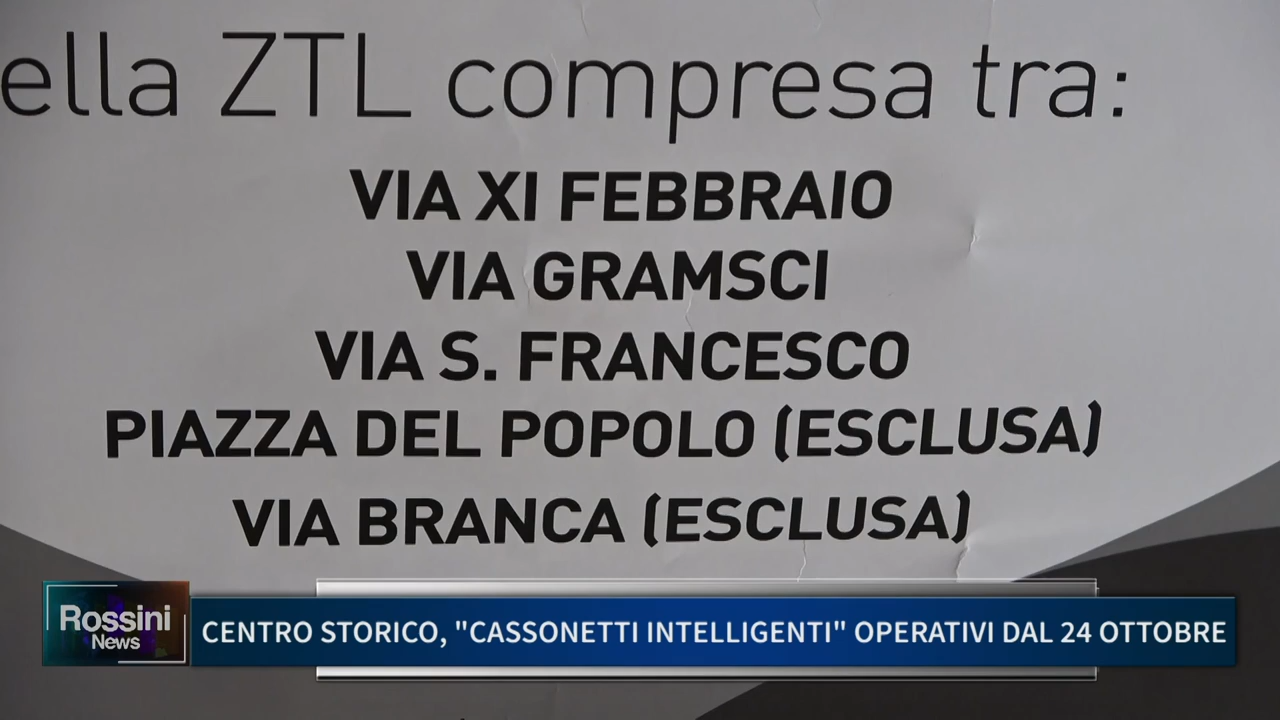 ella ZTL compresa tra:
VIA XI FEBBRAIO
VIA GRAMSCI
VIA S. FRANCESCO
PIAZZA DEL POPOLO (ESCLUSA)
VIA BRANCA (ESCLUSA)
Rossini
News
CENTRO STORICO, "CASSONETTI INTELLIGENTI" OPERATIVI DAL 24 OTTOBRE